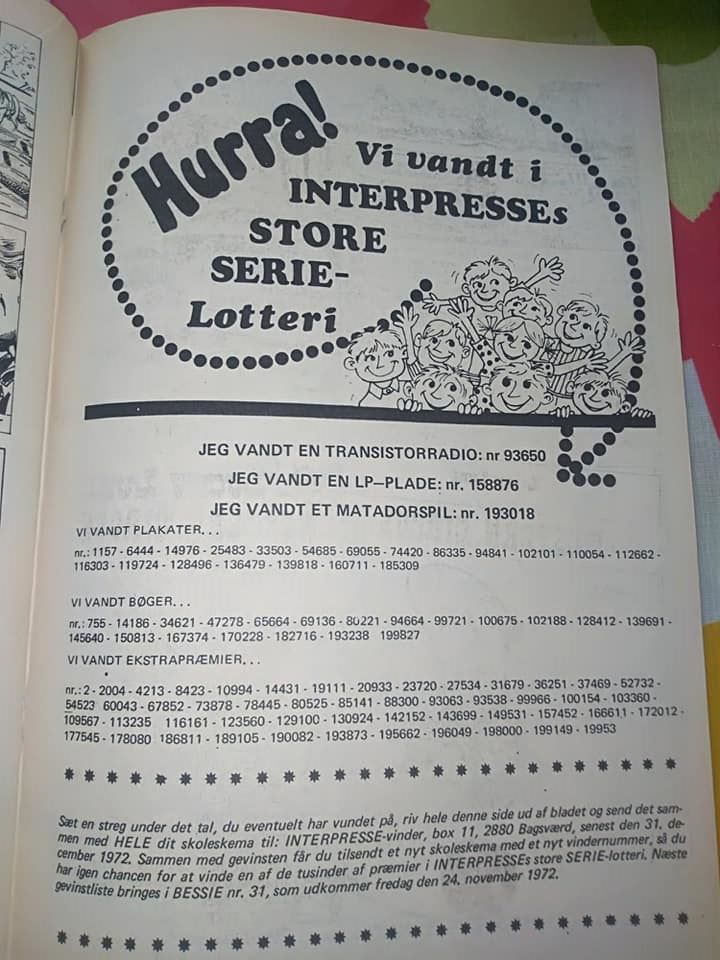 Hurra!
Vi vandt i
INTERPRESSEs
STORE
SERIE-
Lotteri
JEG VANDT EN TRANSISTORRADIO: nr 93650
JEG VANDT EN LP-PLADE: nr. 158876
JEG VANDT ET MATADORSPIL: nr. 193018
VI VANDT PLAKATER...
nr.: 1157 - 6444 - 14976 - 25483 - 33503 - 54685 - 69055 - 74420 - 86335 - 94841 - 102101 - 110054 - 112662 -
116303 - 119724 - 128496 - 136479 - 139818 - 160711 - 185309
VI VANDT BØGER...
nr.: 755 - 14186 - 34621 - 47278 - 65664 - 69136 - 80221 - 94664 - 99721 - 100675 - 102188 - 128412 - 139691 -
145640 - 150813 - 167374 - 170228 - 182716 - 193238 199827
VI VANDT EKSTRAPRÆMIER...
nr.: 2 - 2004 - 4213 - 8423 - 10994 - 14431 - 19111 - 20933 - 23720 - 27534 - 31679 - 36251 - 37469 - 52732 -
54523 60043 - 67852 - 73878 - 78445 - 80525 - 85141 - 88300 - 93063 - 93538 - 99966 - 100154 - 103360 -
109567 - 113235 116161 - 123560 - 129100 - 130924 - 142152 - 143699 - 149531 - 157452 - 166611 - 172012 -
177545 - 178080 186811 - 189105 - 190082 - 193873 - 195662 - 196049 - 198000 - 199149 - 19953
Sæt en streg under det tal, du eventuelt har vundet på, riv hele denne side ud af bladet og send det sam-
men med HELE dit skoleskema til: INTERPRESSE-vinder, box 11, 2880 Bagsværd, senest den 31. de-
cember 1972. Sammen med gevinsten får du tilsendt et nyt skoleskema med et nyt vindernummer, så du
har igen chancen for at vinde en af de tusinder af præmier i INTERPRESSEs store SERIE-lotteri. Næste
gevinstliste bringes i BESSIE nr. 31, som udkommer fredag den 24. november 1972.